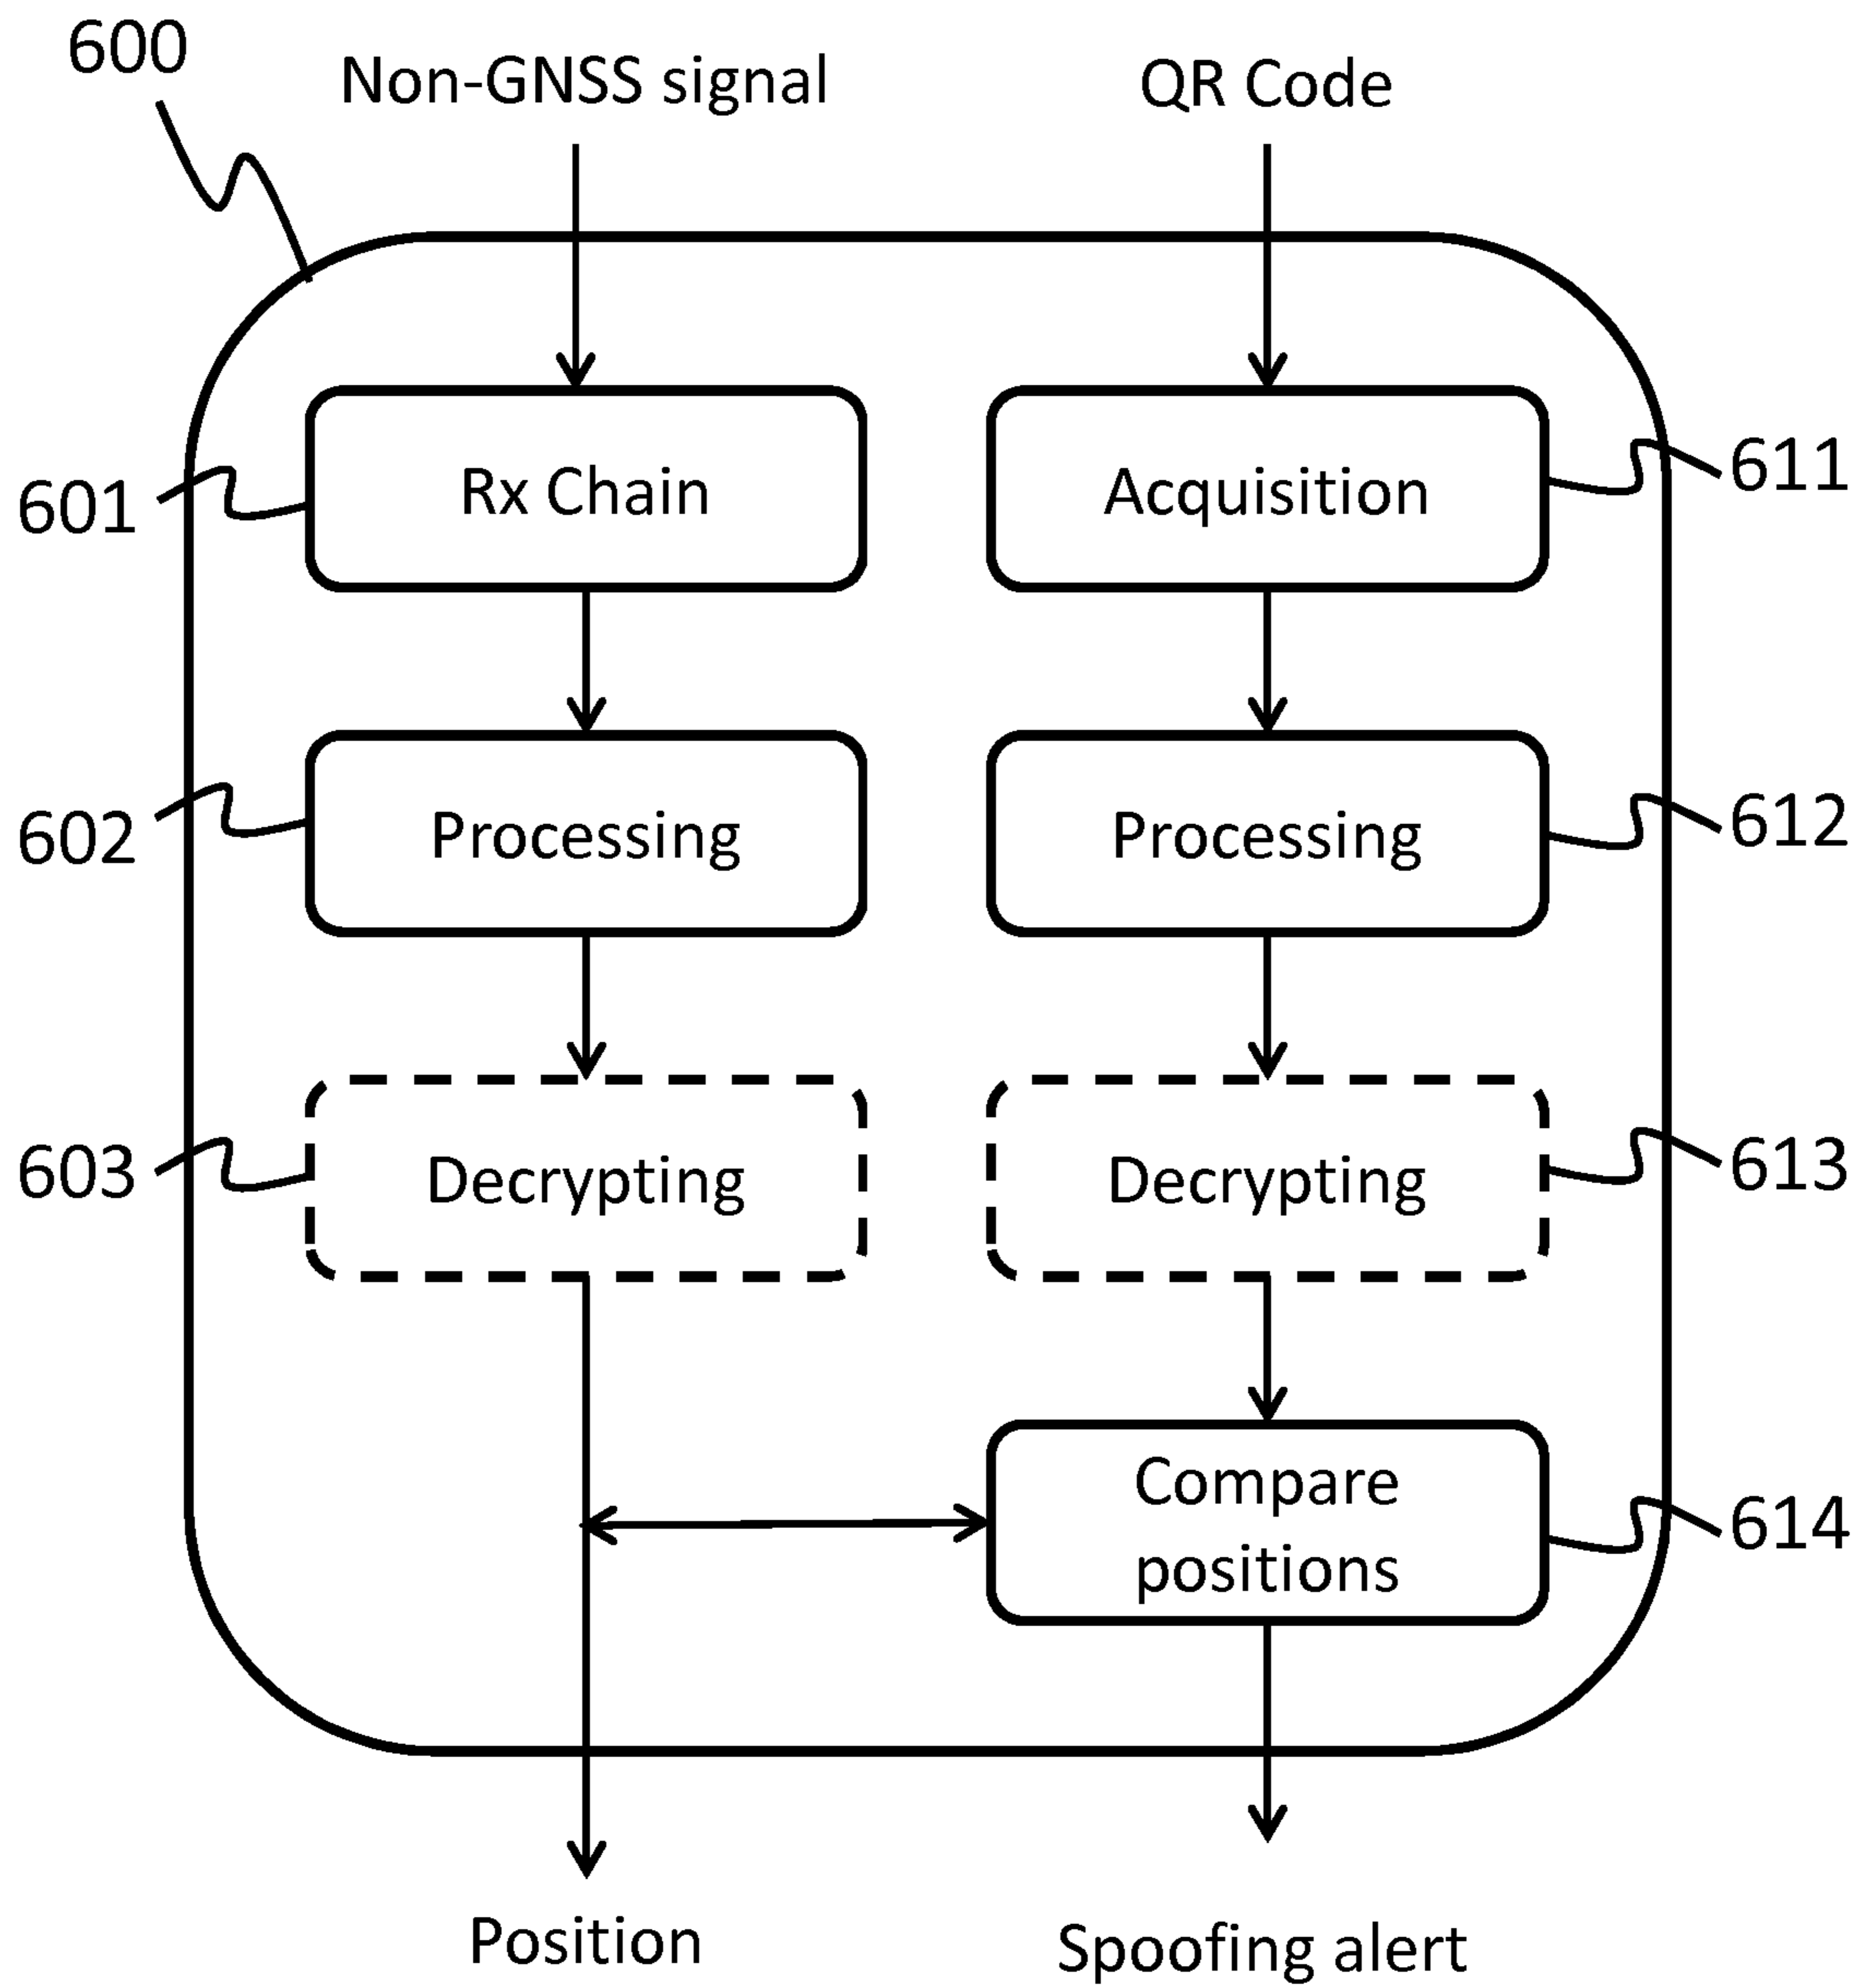 600
Non-GNSS signal
QR Code
Rx Chain
Acquisition
601
611
Processing
Processing
602
612
Decrypting
Decrypting
603
613
Compare
positions
614
Position
Spoofing alert